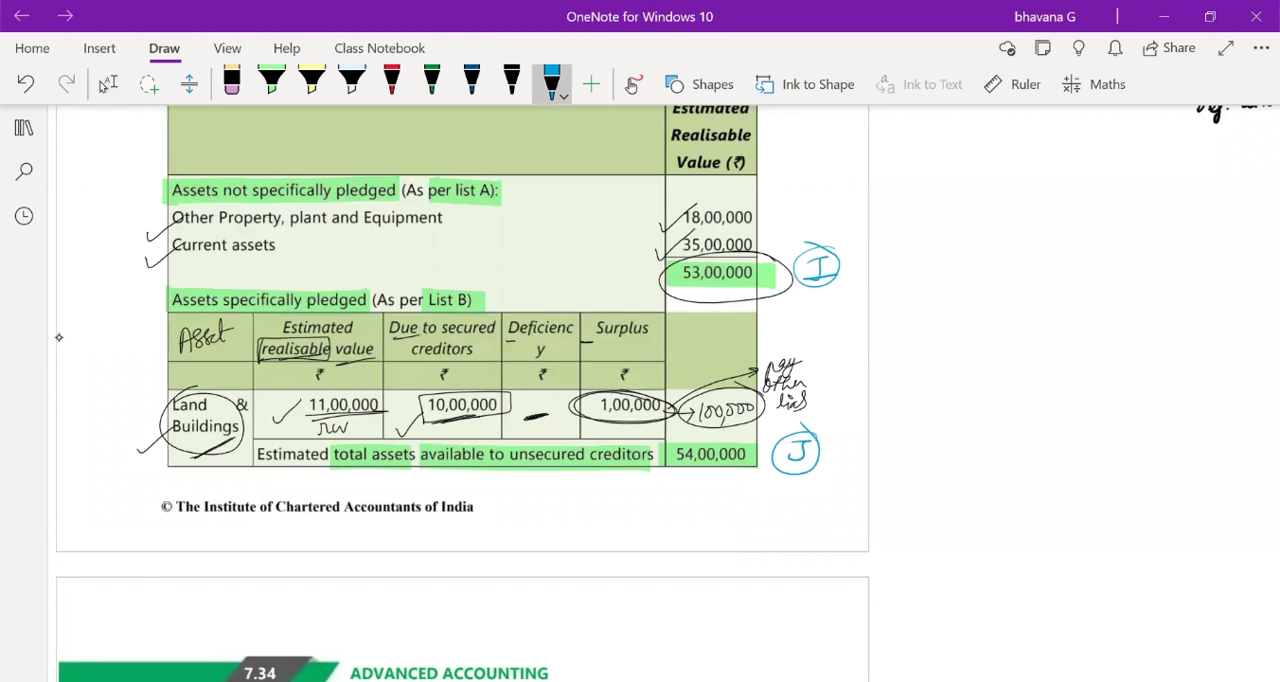 OneNote for Windows 10
bhavana G
Home Insert Draw View Help Class Notebook
Share
Shapes Ink to Shape Ink to Text Ruler Maths
Estimated
Realisable
Value (₹)
Assets not specifically pledged (As per list A):
Other Property, plant and Equipment 18,00,000
Current assets 35,00,000
53,00,000 I
Assets specifically pledged (As per List B)
Asset Estimated Due to secured Deficienc Surplus
realisable value creditors y
₹ ₹ ₹ ₹
pay
other
Land & 11,00,000 10,00,000 - 1,00,000 100,000
Buildings
Estimated total assets available to unsecured creditors 54,00,000 J
© The Institute of Chartered Accountants of India
7.34 ADVANCED ACCOUNTING